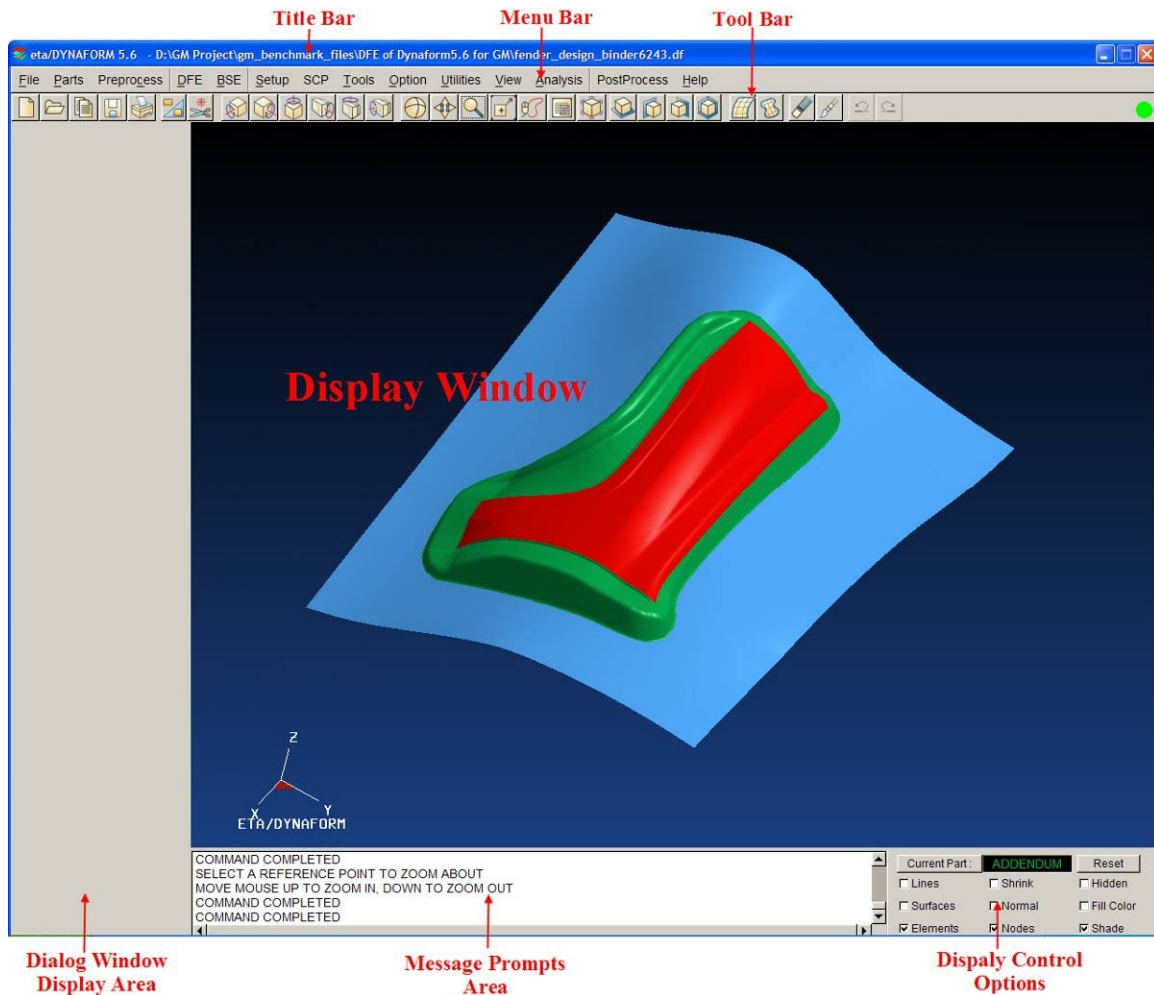 Title Bar
Menu Bar
Tool Bar
eta/DYNAFORM 5.6 - D:\GM Project\gm_benchmark_files\DFE of Dynaform5.6 for GM\fender_design_binder6243.df
File Parts Preprocess DFE BSE Setup SCP Tools Option Utilities View Analysis PostProcess Help
Display Window
Z
X
Y
ETA/DYNAFORM
COMMAND COMPLETED
SELECT A REFERENCE POINT TO ZOOM ABOUT
MOVE MOUSE UP TO ZOOM IN, DOWN TO ZOOM OUT
COMMAND COMPLETED
COMMAND COMPLETED
Current Part : ADDENDUM Reset
Lines Shrink Hidden
Surfaces Normal Fill Color
Elements Nodes Shade
Dialog Window
Display Area
Message Prompts
Area
Dispaly Control
Options